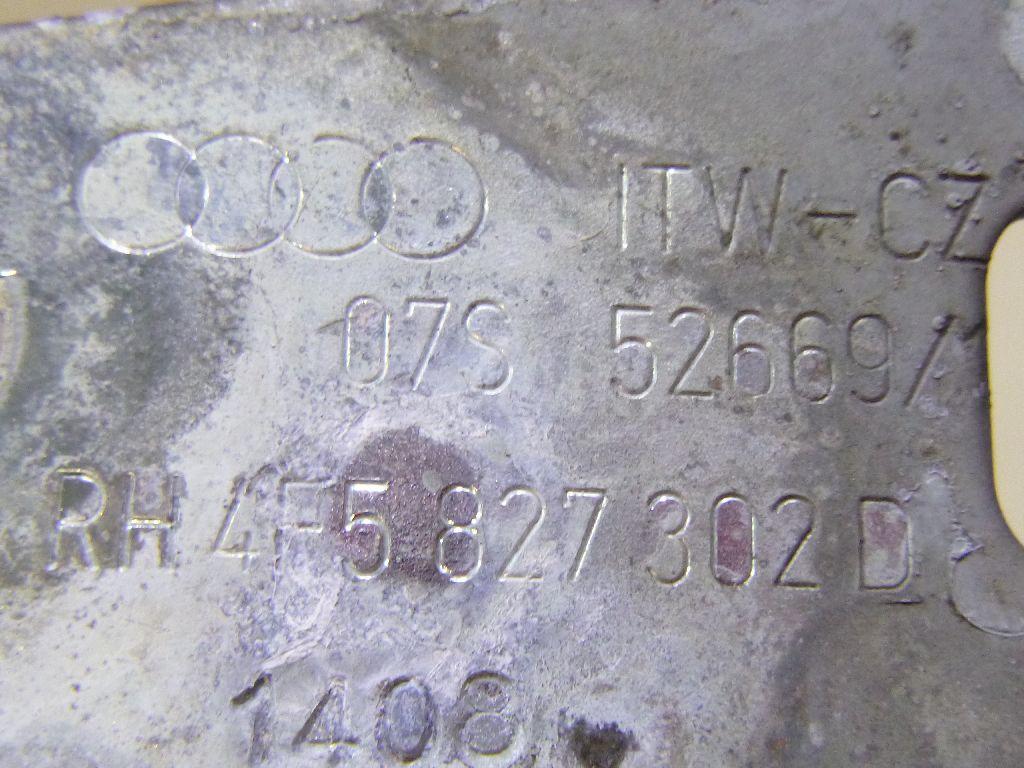 ITW-CZ
07S 52669/1
RH 4F5 827 302 D
1408